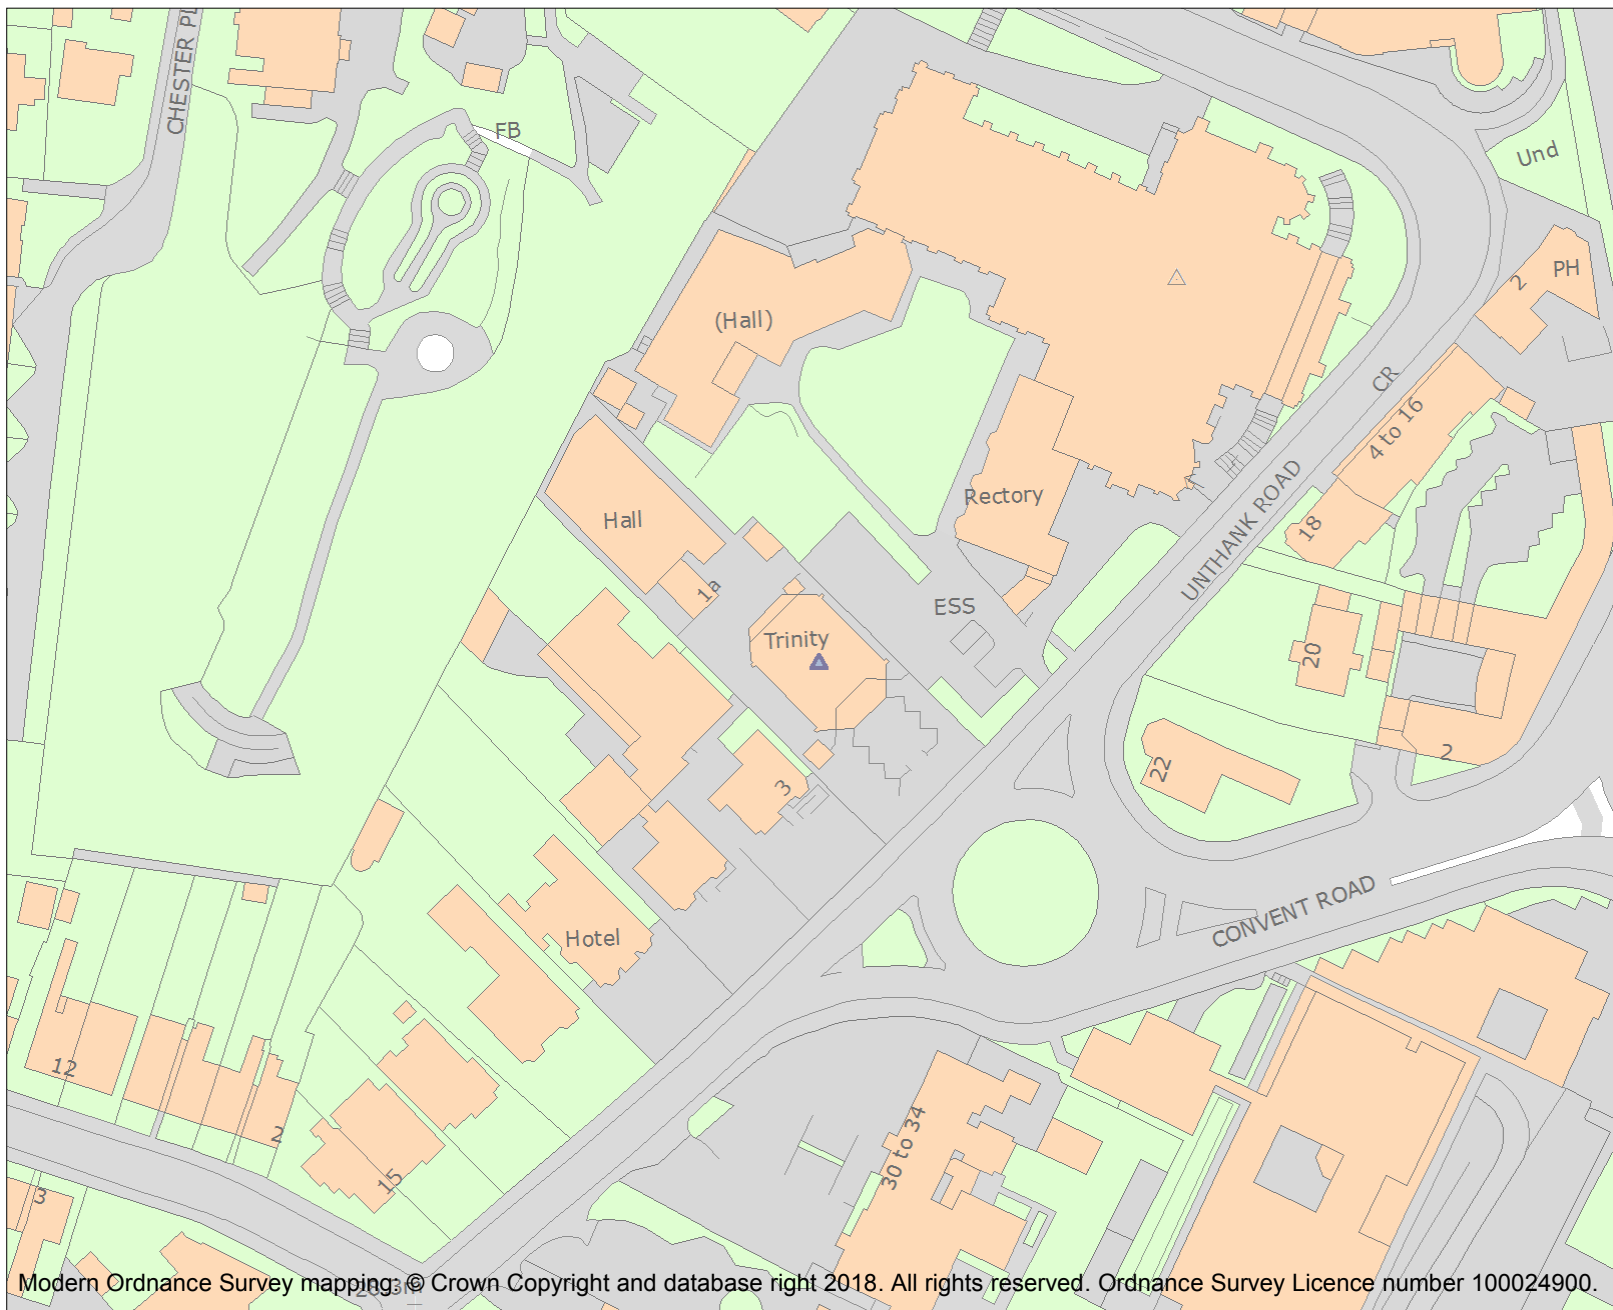 CHESTER PL
FB
Und
PH
2
(Hall)
CR
4 to 16
Rectory
UNTHANK ROAD
18
Hall
1a
ESS
Trinity
20
2
22
3
CONVENT ROAD
Hotel
12
2
30 to 34
15
3
Modern Ordnance Survey mapping: © Crown Copyright and database right 2018. All rights reserved. Ordnance Survey Licence number 100024900.